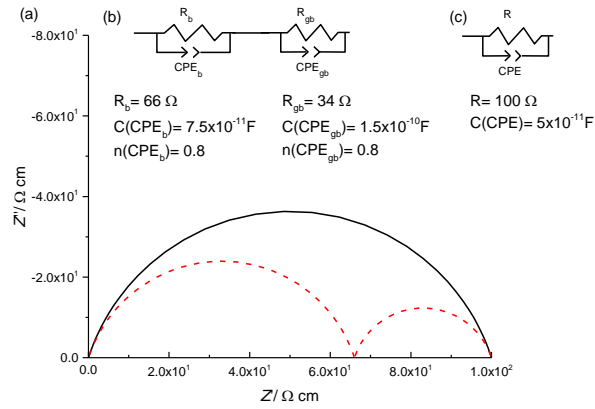 (a)
(b)
(c)
R_b
CPE_b
R_gb
CPE_gb
R
CPE
R_b= 66 Ω
C(CPE_b)= 7.5x10^-11F
n(CPE_b)= 0.8
R_gb= 34 Ω
C(CPE_gb)= 1.5x10^-10F
n(CPE_gb)= 0.8
R= 100 Ω
C(CPE)= 5x10^-11F
Z''/ Ω cm
-8.0x10^1
-6.0x10^1
-4.0x10^1
-2.0x10^1
0.0
0.0
2.0x10^1
4.0x10^1
6.0x10^1
8.0x10^1
1.0x10^2
Z'/ Ω cm